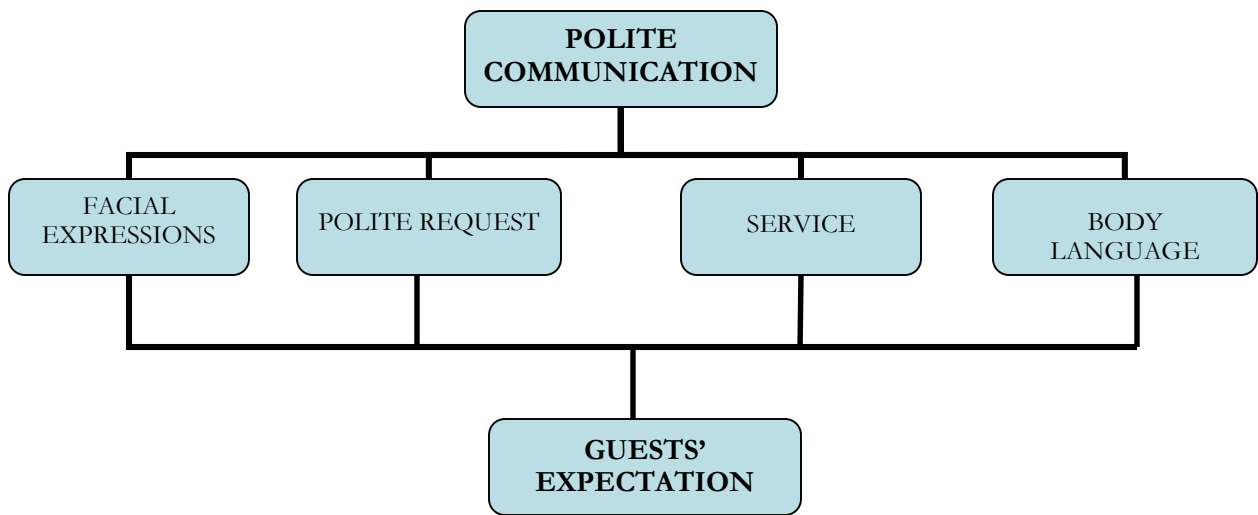 POLITE
COMMUNICATION
FACIAL
EXPRESSIONS
POLITE REQUEST
SERVICE
BODY
LANGUAGE
GUESTS’
EXPECTATION